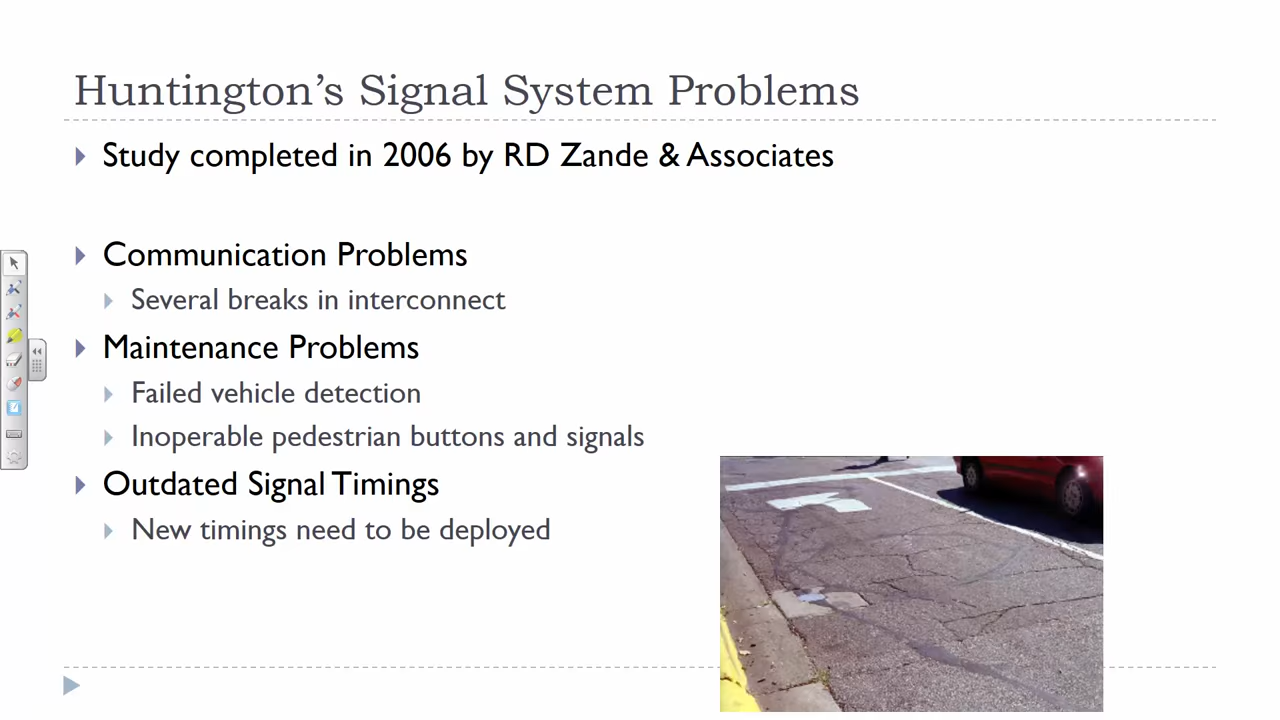 Huntington’s Signal System Problems
Study completed in 2006 by RD Zande & Associates
Communication Problems
Several breaks in interconnect
Maintenance Problems
Failed vehicle detection
Inoperable pedestrian buttons and signals
Outdated Signal Timings
New timings need to be deployed